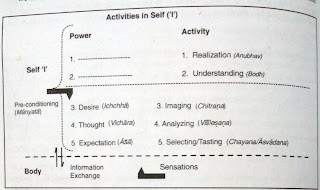 Activities in Self ('I')
Power Activity
1. ............... 1. Realization (Anubhav)
Self 'I' 2. ............... 2. Understanding (Bodh)
Pre-conditioning
(Mānyatā) 3. Desire (Ichchhā) 3. Imaging (Chitraṇa)
4. Thought (Vichāra) 4. Analyzing (Viśleṣaṇa)
5. Expectation (Āśā) 5. Selecting/Tasting (Chayana/Āsvādana)
Body Information Sensations
Exchange